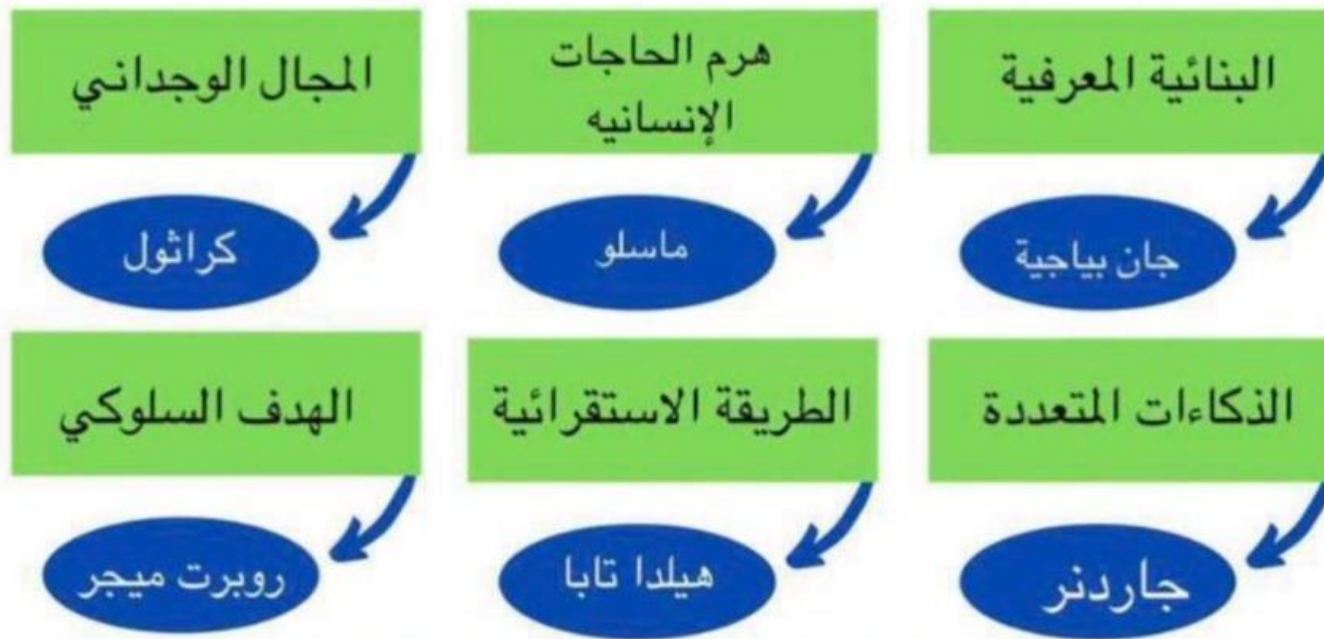 البنائية المعرفية
جان بياجية
هرم الحاجات
الإنسانيه
ماسلو
المجال الوجداني
كراثول
الذكاءات المتعددة
جاردنر
الطريقة الاستقرائية
هيلدا تابا
الهدف السلوكي
روبرت ميجر